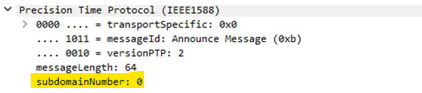 Precision Time Protocol (IEEE1588)
0000 .... = transportSpecific: 0x0
.... 1011 = messageId: Announce Message (0xb)
.... 0010 = versionPTP: 2
messageLength: 64
subdomainNumber: 0